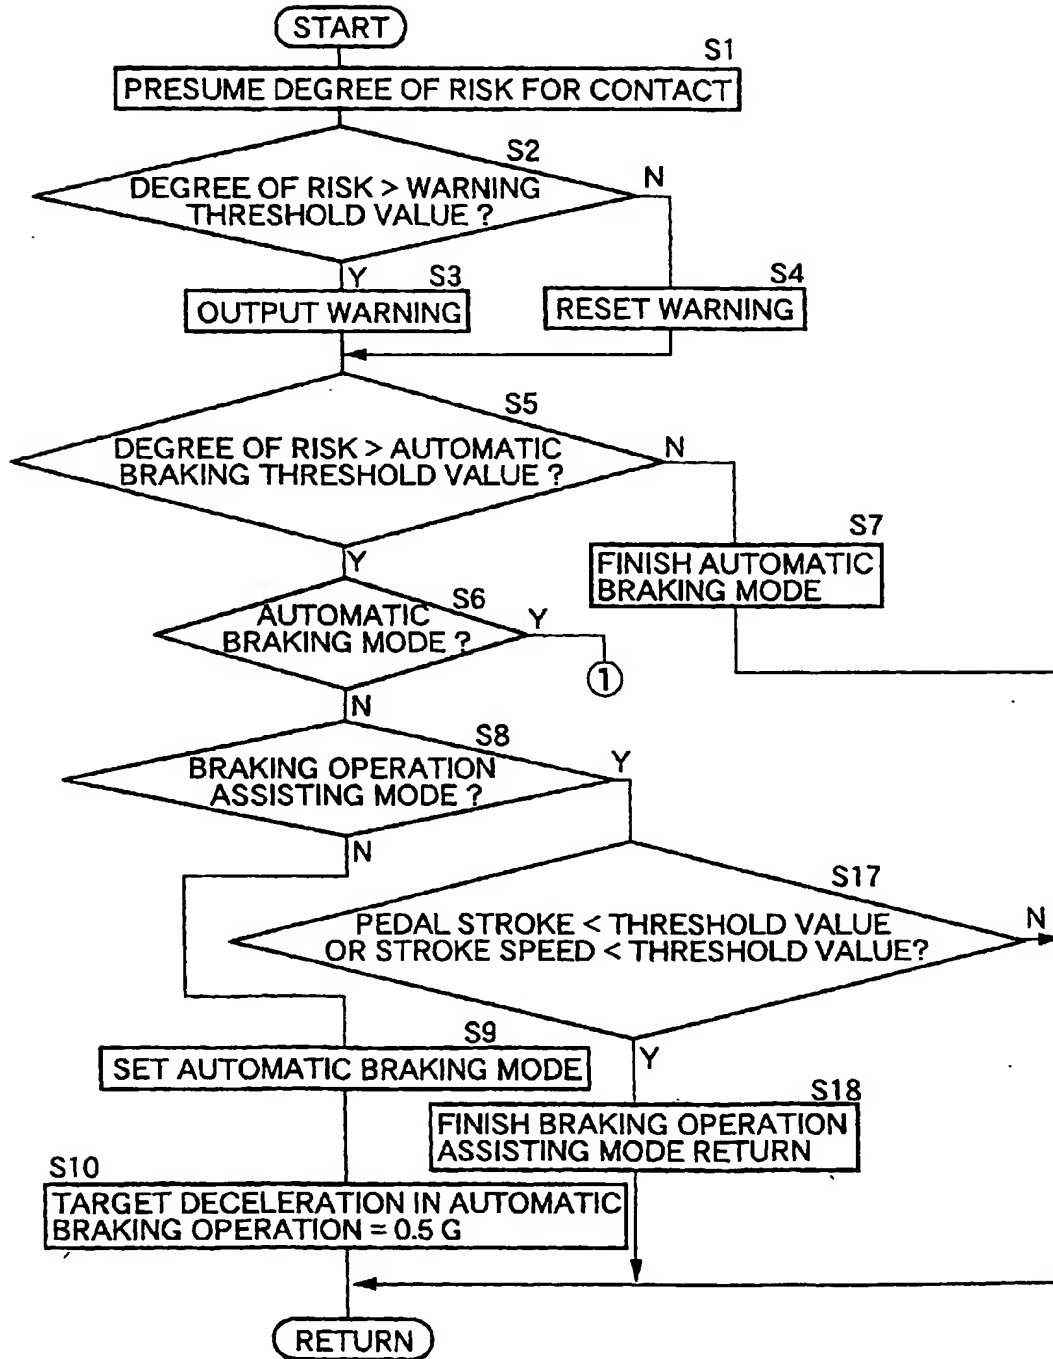 START
S1
PRESUME DEGREE OF RISK FOR CONTACT
S2
DEGREE OF RISK > WARNING
THRESHOLD VALUE ?
N
Y
S3
OUTPUT WARNING
S4
RESET WARNING
S5
DEGREE OF RISK > AUTOMATIC
BRAKING THRESHOLD VALUE ?
N
Y
S7
FINISH AUTOMATIC
BRAKING MODE
S6
AUTOMATIC
BRAKING MODE ?
Y
1
N
S8
BRAKING OPERATION
ASSISTING MODE ?
Y
N
S17
PEDAL STROKE < THRESHOLD VALUE
OR STROKE SPEED < THRESHOLD VALUE?
N
Y
S9
SET AUTOMATIC BRAKING MODE
S18
FINISH BRAKING OPERATION
ASSISTING MODE RETURN
S10
TARGET DECELERATION IN AUTOMATIC
BRAKING OPERATION = 0.5 G
RETURN